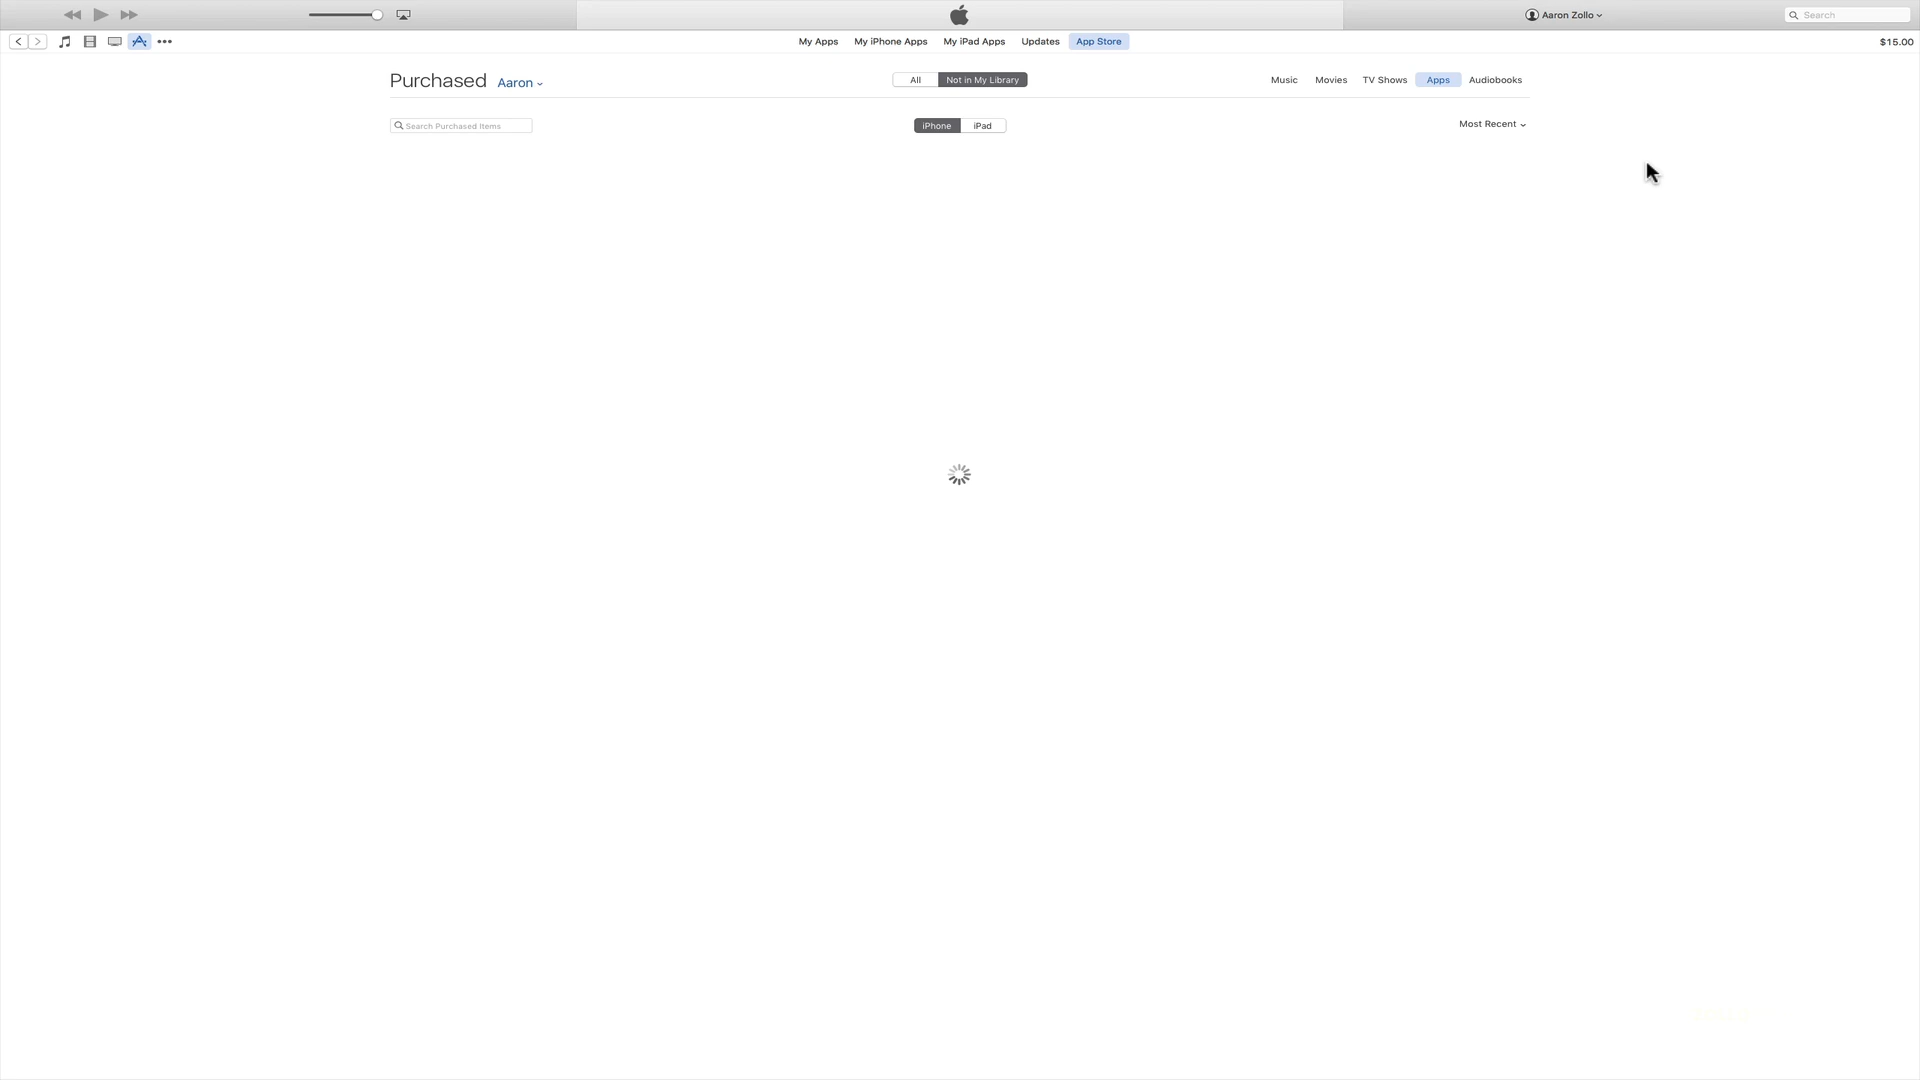 Aaron Zollo
Search
My Apps My iPhone Apps My iPad Apps Updates App Store
$15.00
Purchased Aaron
All Not in My Library
Music Movies TV Shows Apps Audiobooks
Search Purchased Items
iPhone iPad
Most Recent